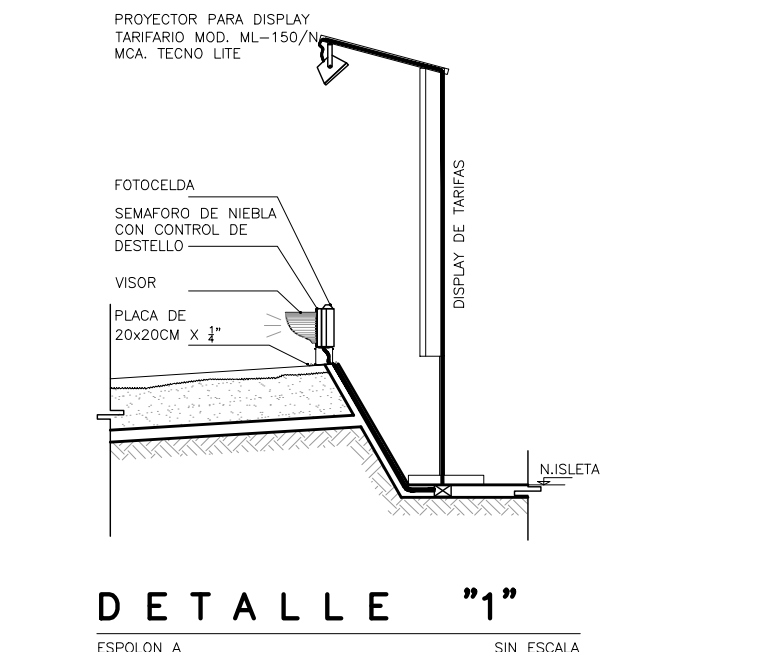 PROYECTOR PARA DISPLAY
TARIFARIO MOD. ML-150/N
MCA. TECNO LITE
FOTOCELDA
SEMAFORO DE NIEBLA
CON CONTROL DE
DESTELLO
VISOR
PLACA DE
20x20CM X 1/4"
DISPLAY DE TARIFAS
N.ISLETA
DETALLE "1"
ESPOLON A
SIN ESCALA